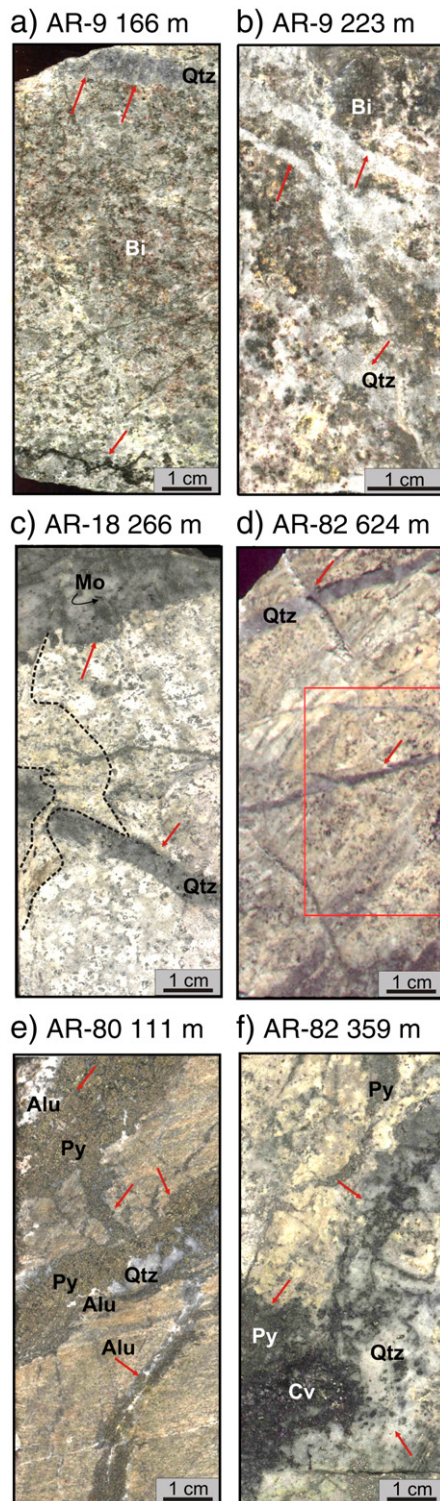 a) AR-9 166 m
Qtz
Bi
1 cm
b) AR-9 223 m
Bi
Qtz
1 cm
c) AR-18 266 m
Mo
Qtz
1 cm
d) AR-82 624 m
Qtz
1 cm
e) AR-80 111 m
Alu
Py
Qtz
Py
Alu
Alu
1 cm
f) AR-82 359 m
Py
Py
Qtz
Cv
1 cm